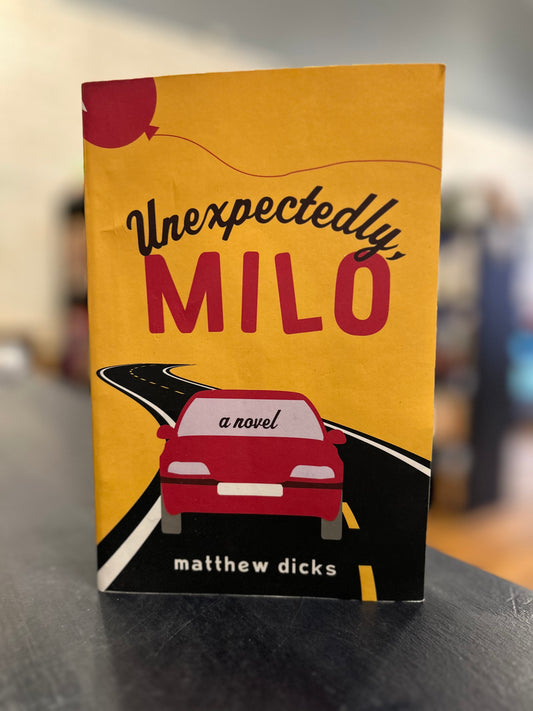 Unexpectedly,
MILO
a novel
matthew dicks